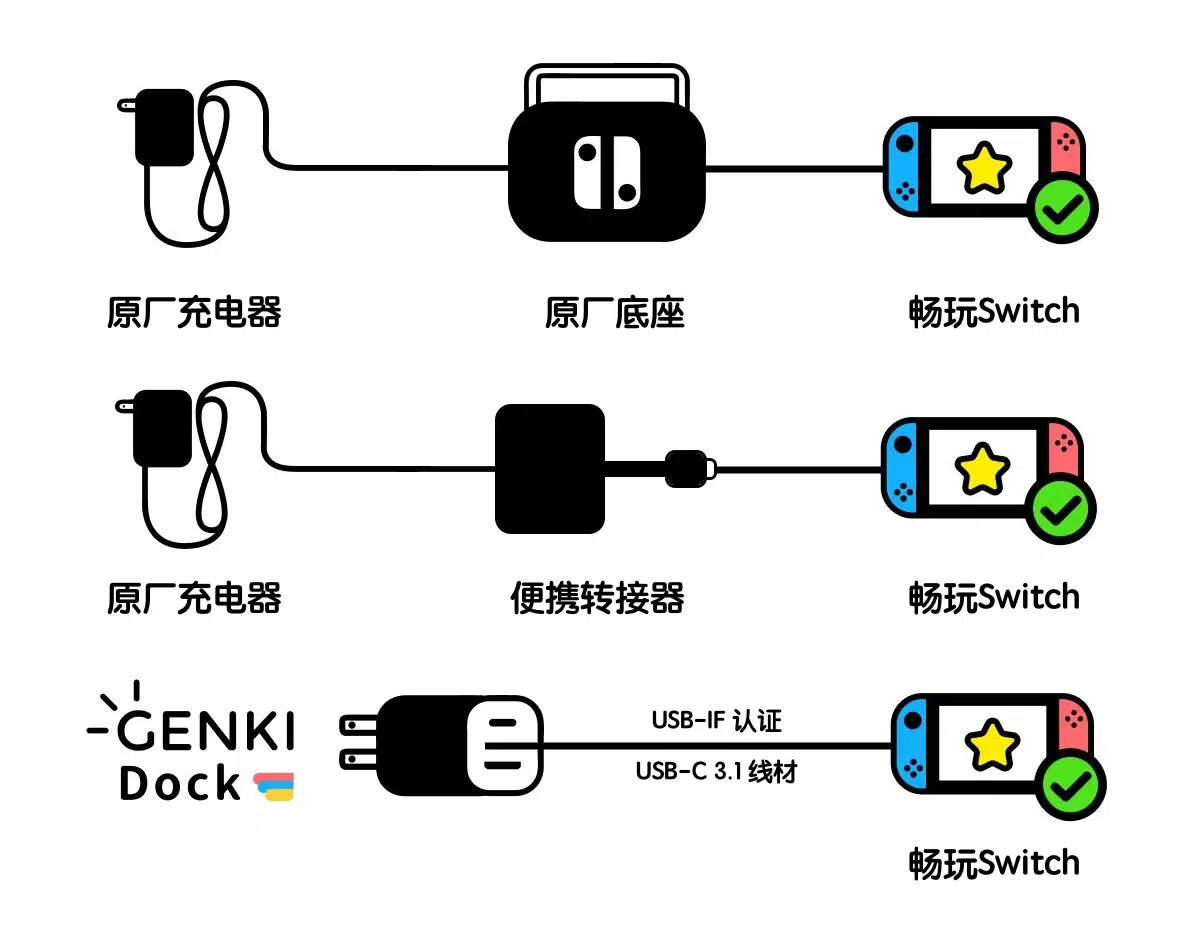 原厂充电器
原厂底座
畅玩Switch
原厂充电器
便携转接器
畅玩Switch
GENKI
Dock
USB-IF 认证
USB-C 3.1 线材
畅玩Switch